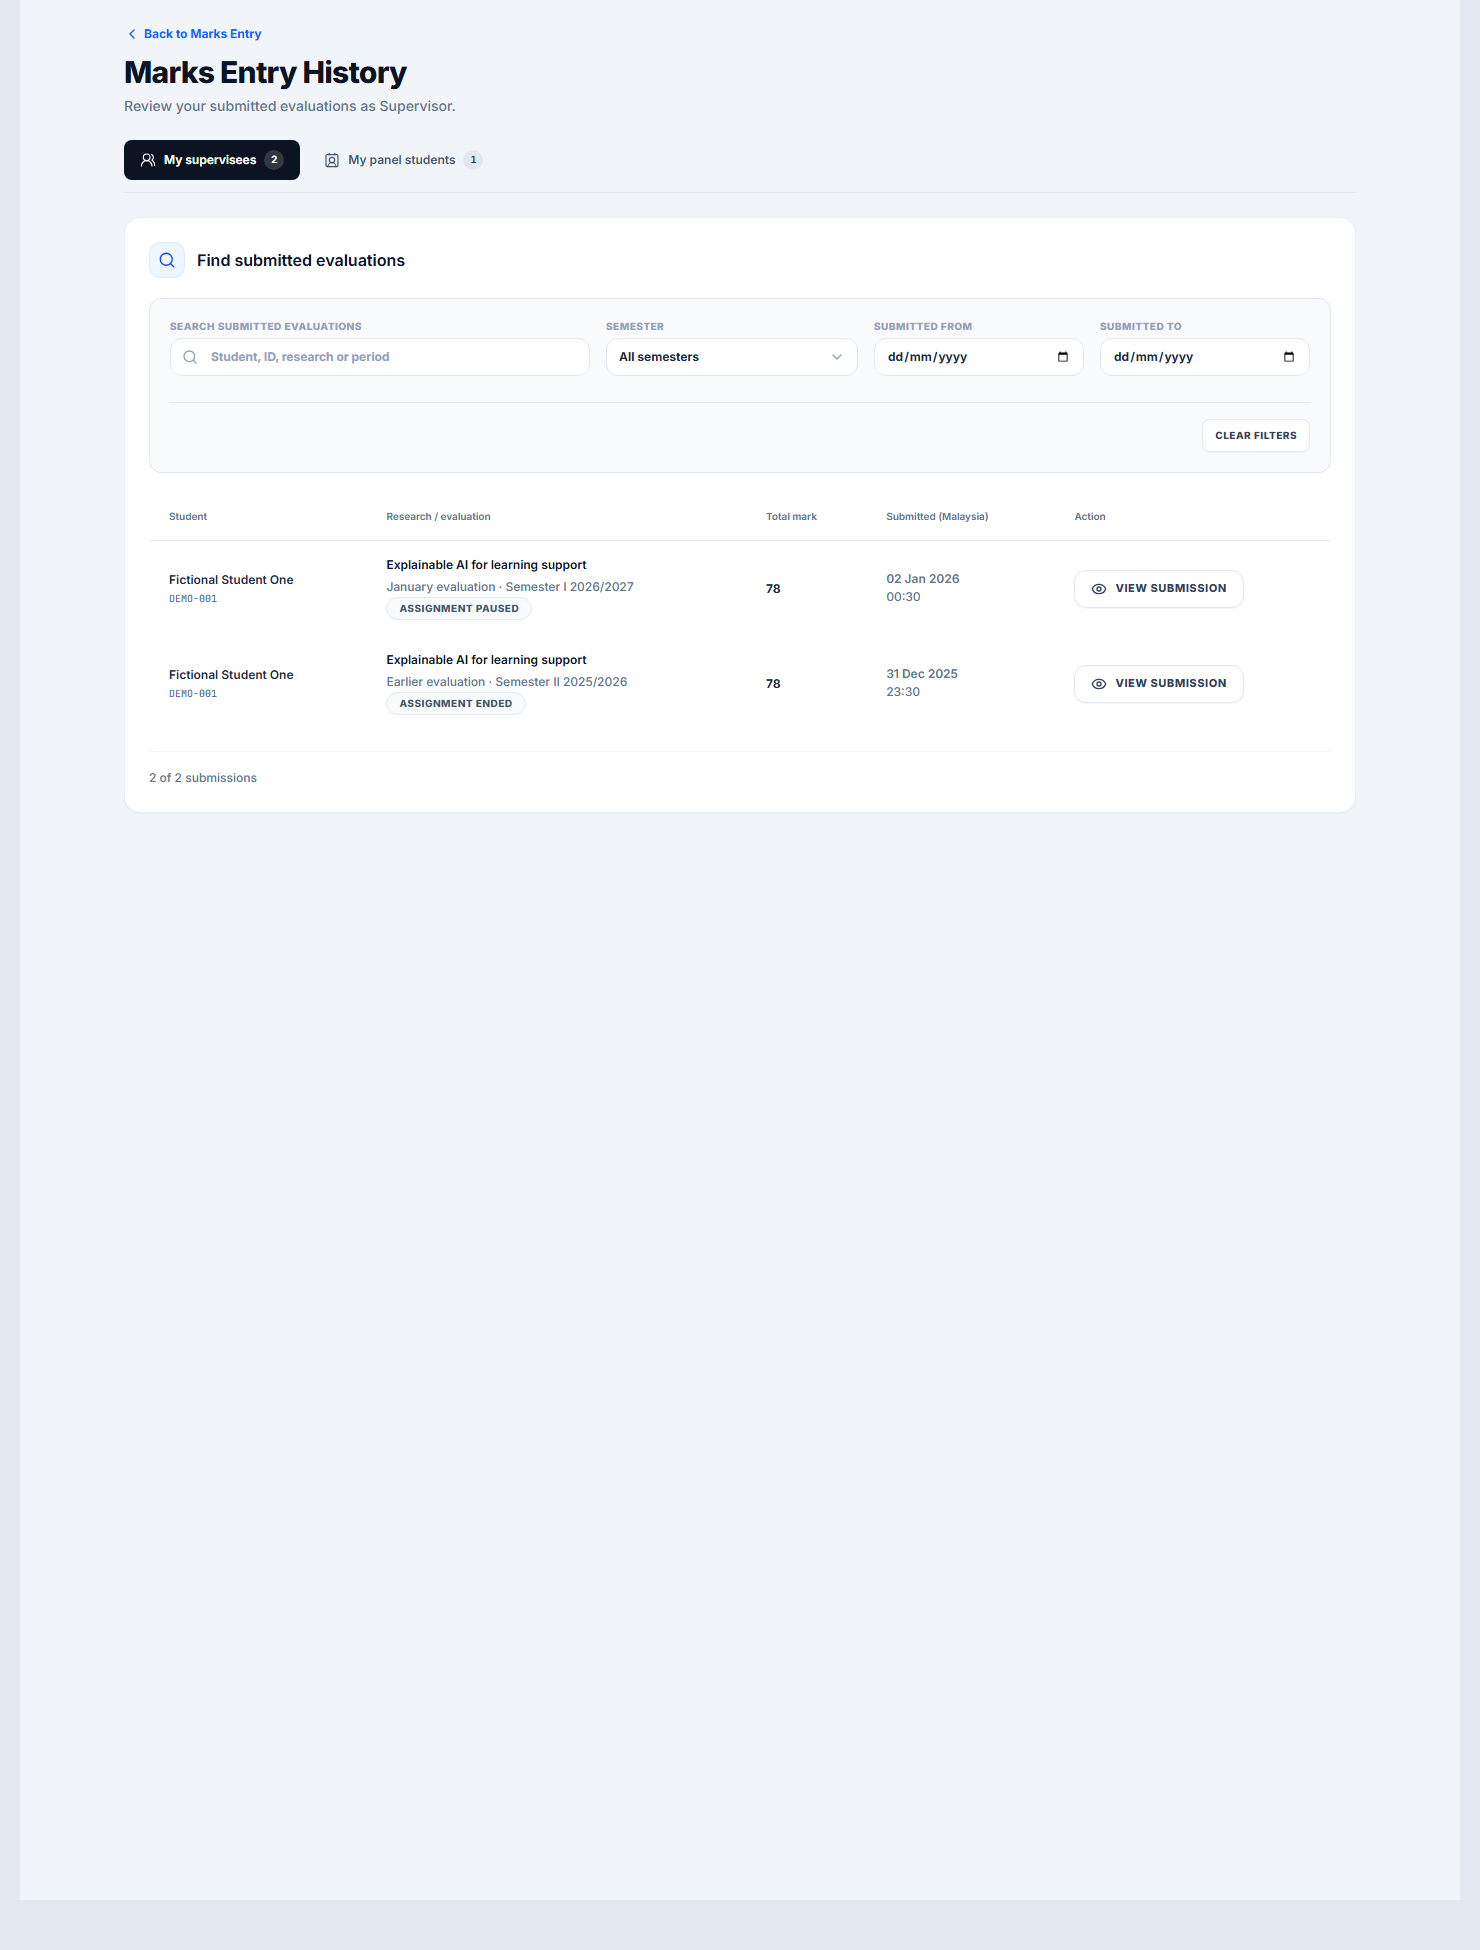 Back to Marks Entry
Marks Entry History
Review your submitted evaluations as Supervisor.
My supervisees 2 My panel students 1
Find submitted evaluations
SEARCH SUBMITTED EVALUATIONS SEMESTER SUBMITTED FROM SUBMITTED TO
Student, ID, research or period All semesters dd/mm/yyyy dd/mm/yyyy
CLEAR FILTERS
Student Research / evaluation Total mark Submitted (Malaysia) Action
Explainable AI for learning support
Fictional Student One January evaluation · Semester I 2026/2027 78 02 Jan 2026 VIEW SUBMISSION
DEMO-001 ASSIGNMENT PAUSED 00:30
Explainable AI for learning support
Fictional Student One Earlier evaluation · Semester II 2025/2026 78 31 Dec 2025 VIEW SUBMISSION
DEMO-001 ASSIGNMENT ENDED 23:30
2 of 2 submissions